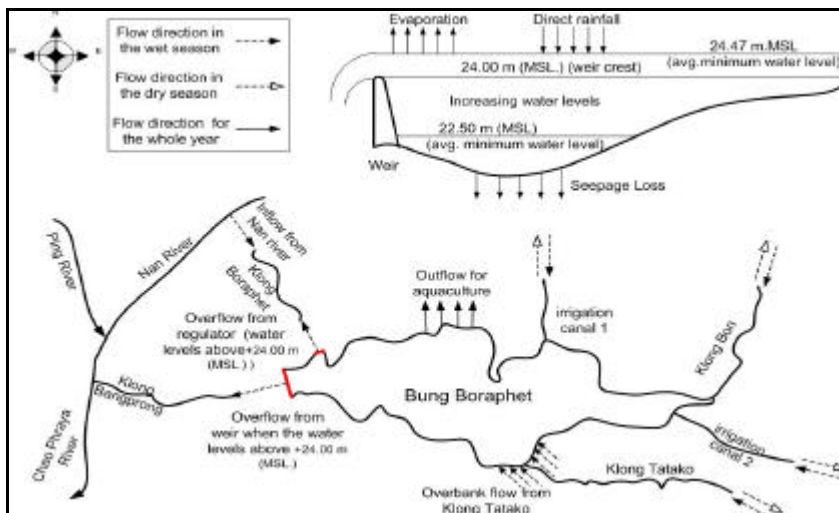 Flow direction in
the wet season
Flow direction in
the dry season
Flow direction for
the whole year
Evaporation
Direct rainfall
24.47 m.MSL
(avg.minimum water level)
24.00 m (MSL.) (weir crest)
Increasing water levels
22.50 m (MSL)
(avg. minimum water level)
Weir
Seepage Loss
Ping River
Nan River
Inflow from
Nan river
Klong
Boraphet
Overflow from
regulator (water
levels above+24.00 m
(MSL.) )
Outflow for
aquaculture
irrigation
canal 1
Klong Bon
Klong
Bangprong
Bung Boraphet
Chao Phraya
River
Overflow from
weir when the water
levels above +24.00 m
(MSL.)
irrigation
canal 2
Klong Tatako
Overbank flow from
Klong Tatako